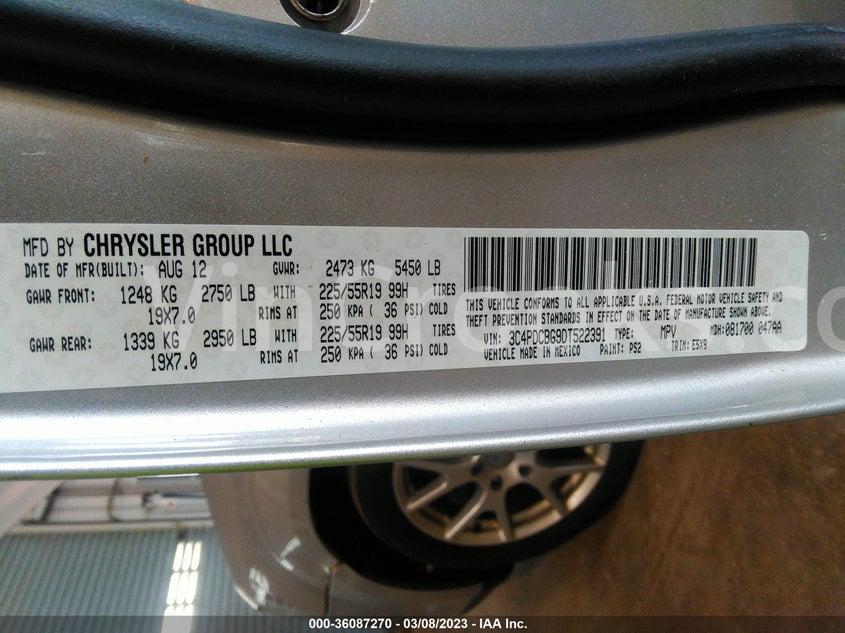 MFD BY CHRYSLER GROUP LLC
DATE OF MFR(BUILT): AUG 12 GVWR: 2473 KG 5450 LB
GAWR FRONT: 1248 KG 2750 LB WITH 225/55R19 99H TIRES
19X7.0 RIMS AT 250 KPA ( 36 PSI) COLD
GAWR REAR: 1339 KG 2950 LB WITH 225/55R19 99H TIRES
19X7.0 RIMS AT 250 KPA ( 36 PSI) COLD
THIS VEHICLE CONFORMS TO ALL APPLICABLE U.S.A. FEDERAL MOTOR VEHICLE SAFETY AND
THEFT PREVENTION STANDARDS IN EFFECT ON THE DATE OF MANUFACTURE SHOWN ABOVE.
VIN: 3C4PDCBG9DT522391 TYPE: MPV MDH: 081700 047AA
VEHICLE MADE IN MEXICO PAINT: PS2 TRIM: E5X9
000-36087270 - 03/08/2023 - IAA Inc.